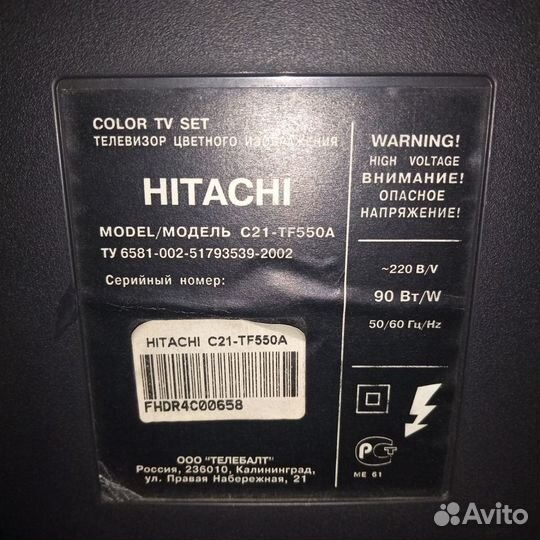 COLOR TV SET
ТЕЛЕВИЗОР ЦВЕТНОГО ИЗОБРАЖЕНИЯ
HITACHI
MODEL/МОДЕЛЬ C21-TF550A
ТУ 6581-002-51793539-2002
Серийный номер:
HITACHI C21-TF550A
FHDR4C00658
ООО "ТЕЛЕБАЛТ"
Россия, 236010, Калининград,
ул. Правая Набережная, 21
WARNING!
HIGH VOLTAGE
ВНИМАНИЕ!
ОПАСНОЕ
НАПРЯЖЕНИЕ!
~220 В/V
90 Вт/W
50/60 Гц/Hz
РСТ
ME 61
Avito